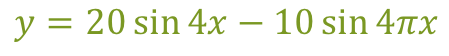 y = 20 sin 4x − 10 sin 4πx